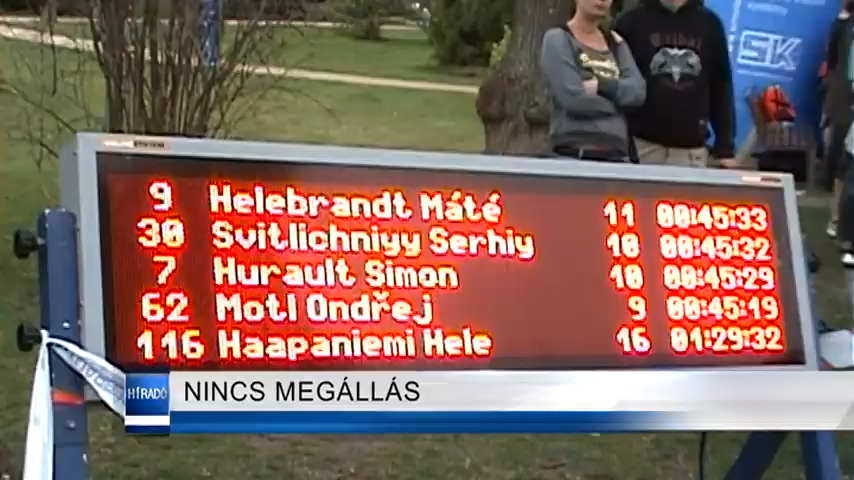 SK
9 Helebrandt Máté 11 00:45:33
30 Svitlichniyy Serhiy 10 00:45:32
7 Hurault Simon 10 00:45:29
62 Motl Ondřej 9 00:45:19
116 Haapaniemi Hele 16 01:29:32
HÍRADÓ NINCS MEGÁLLÁS